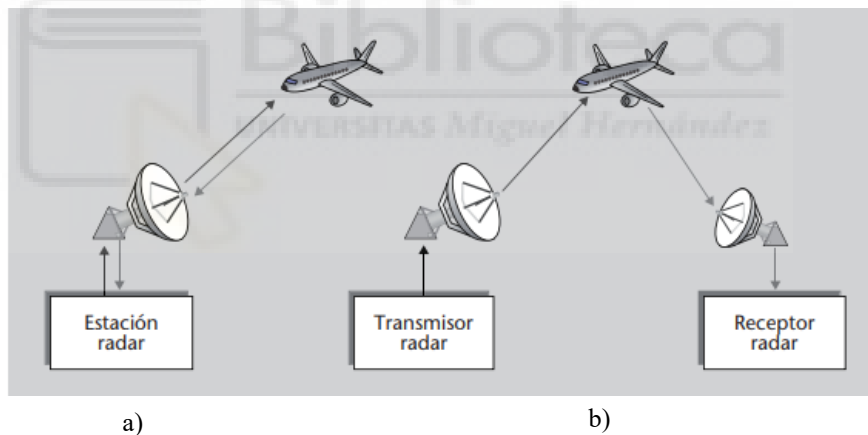 Biblioteca
UNIVERSITAS Miguel Hernández
Estación
radar
Transmisor
radar
Receptor
radar
a)
b)